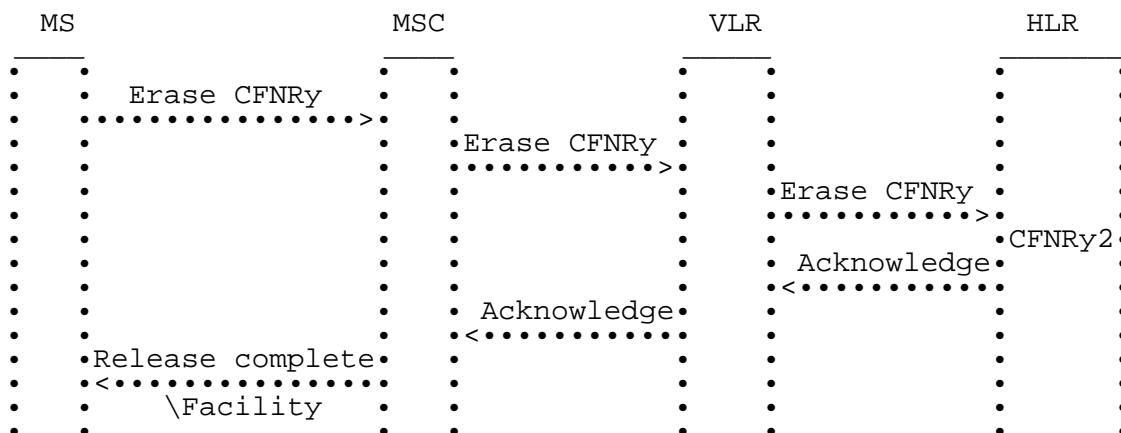 MS MSC VLR HLR
Erase CFNRy
Erase CFNRy
Erase CFNRy
CFNRy2
Acknowledge
Acknowledge
Release complete
\Facility